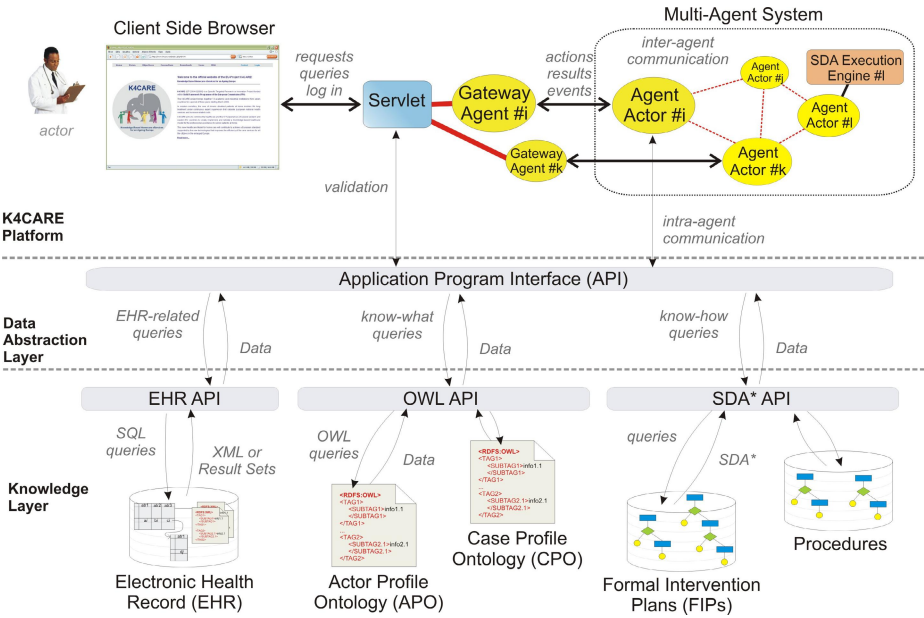 Multi-Agent System
Client Side Browser
K4CARE
actor
requests
queries
log in
Servlet
Gateway
Agent #i
Gateway
Agent #k
actions
results
events
inter-agent
communication
Agent
Actor #i
Agent
Actor #j
Agent
Actor #l
Agent
Actor #k
SDA Execution
Engine #l
validation
intra-agent
communication
K4CARE
Platform
Application Program Interface (API)
Data
Abstraction
Layer
EHR-related
queries
Data
know-what
queries
Data
know-how
queries
Data
EHR API
OWL API
SDA* API
Knowledge
Layer
SQL
queries
XML or
Result Sets
OWL
queries
Data
queries
SDA*
<RDFS:OWL>
<TAG1>
<SUBTAG1>info1.1
</SUBTAG1>
</TAG1>
...
<TAG2>
<SUBTAG2.1>info2.1
</SUBTAG2.1>
</TAG2>
<RDFS:OWL>
<TAG1>
<SUBTAG1>info1.1
</SUBTAG1>
</TAG1>
...
<TAG2>
<SUBTAG2.1>info2.1
</SUBTAG2.1>
</TAG2>
Electronic Health
Record (EHR)
Actor Profile
Ontology (APO)
Case Profile
Ontology (CPO)
Formal Intervention
Plans (FIPs)
Procedures